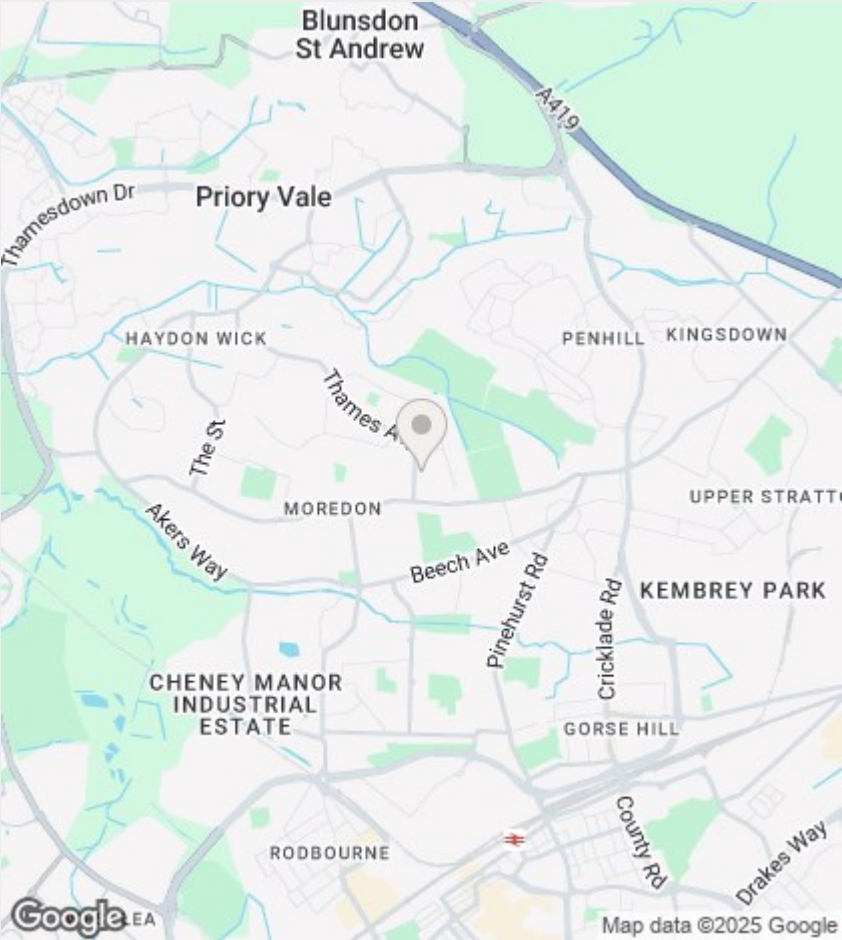 Blunsdon
St Andrew
A419
Thamesdown Dr
Priory Vale
HAYDON WICK
PENHILL
KINGSDOWN
Thames A
The St
MOREDON
UPPER STRATT
Akers Way
Beech Ave
Pinehurst Rd
Cricklade Rd
KEMBREY PARK
CHENEY MANOR
INDUSTRIAL
ESTATE
GORSE HILL
County Rd
RODBOURNE
Drakes Way
Google
LEA
Map data ©2025 Google